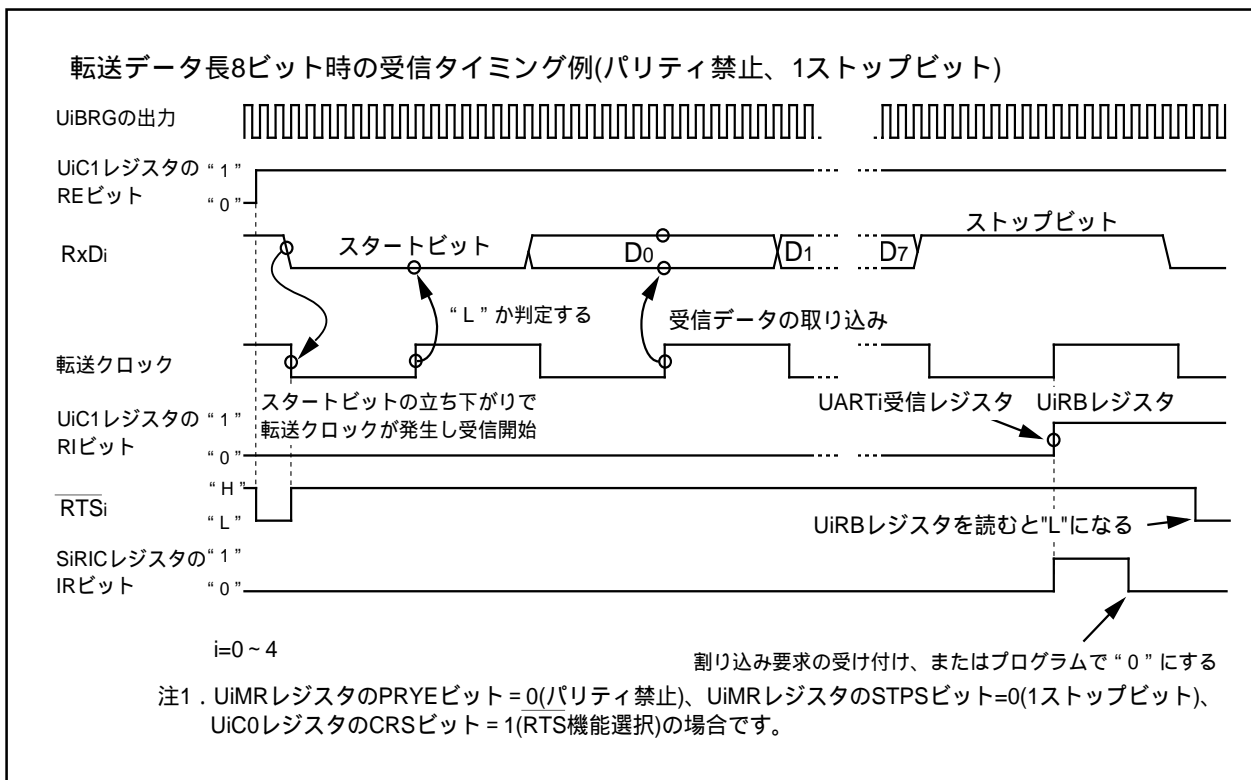 転送データ長8ビット時の受信タイミング例(パリティ禁止、1ストップビット)
UiBRGの出力
UiC1レジスタの
REビット
“1”
“0”
RxDi
スタートビット
D0
D1
D7
ストップビット
“L”か判定する
受信データの取り込み
転送クロック
スタートビットの立ち下がりで
転送クロックが発生し受信開始
UARTi受信レジスタ UiRBレジスタ
UiC1レジスタの
RIビット
“1”
“0”
RTSi
“H”
“L”
UiRBレジスタを読むと"L"になる
SiRICレジスタの
IRビット
“1”
“0”
i=0~4
割り込み要求の受け付け、またはプログラムで“0”にする
注1.UiMRレジスタのPRYEビット=0(パリティ禁止)、UiMRレジスタのSTPSビット=0(1ストップビット)、
UiC0レジスタのCRSビット=1(RTS機能選択)の場合です。